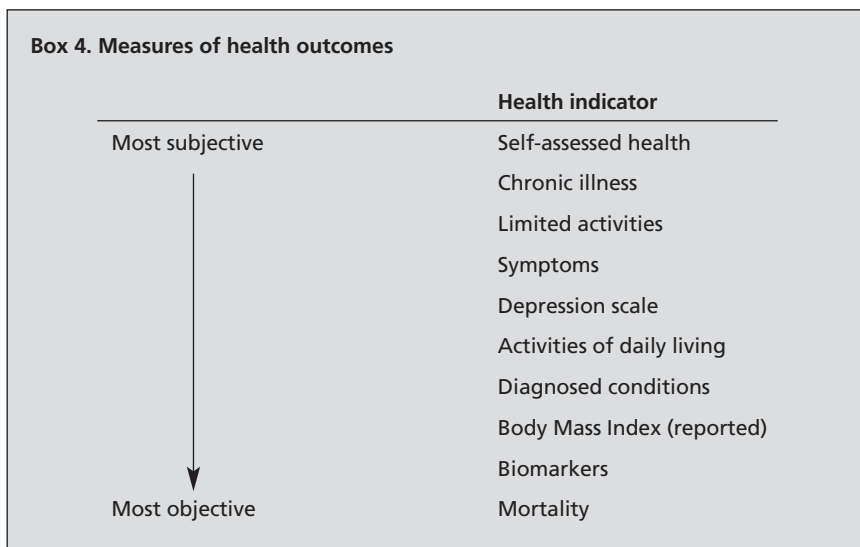 Box 4. Measures of health outcomes
Health indicator
Most subjective Self-assessed health
Chronic illness
Limited activities
Symptoms
Depression scale
Activities of daily living
Diagnosed conditions
Body Mass Index (reported)
Biomarkers
Most objective Mortality